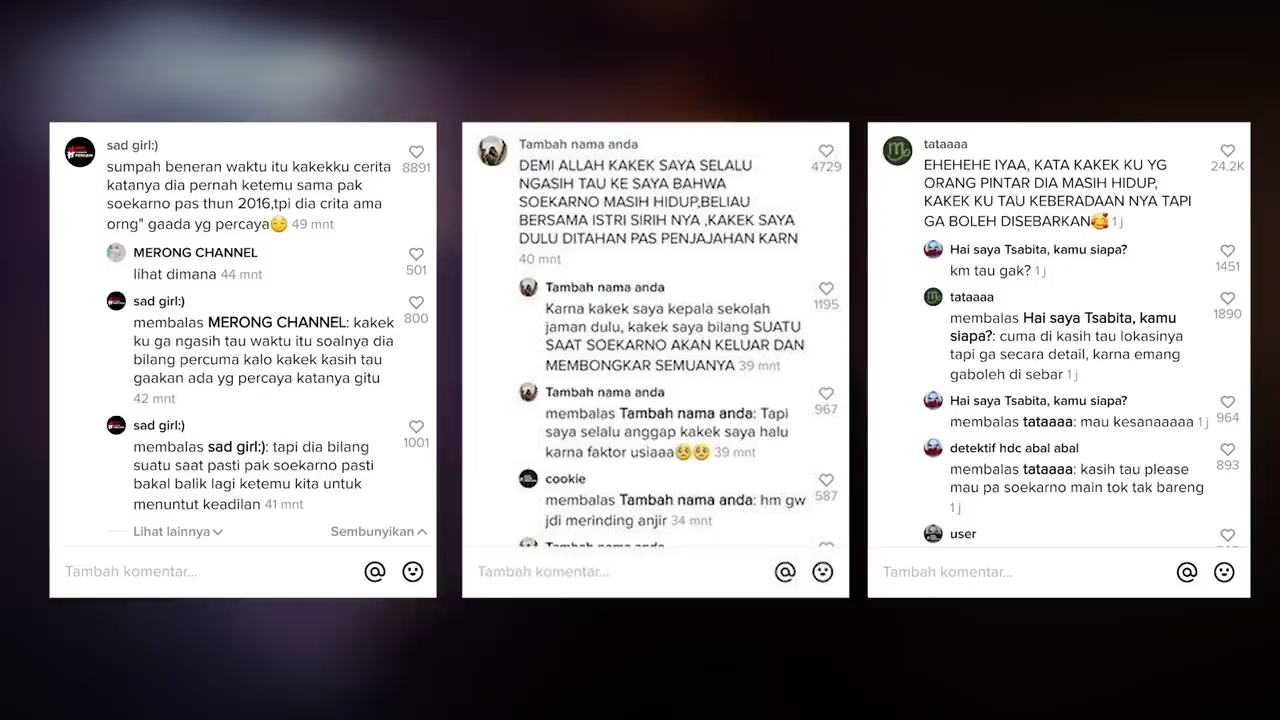 sad girl:)
sumpah beneran waktu itu kakekku cerita
katanya dia pernah ketemu sama pak
soekarno pas thun 2016,tpi dia crita ama
orng" gaada yg percaya😏 49 mnt
8891
MERONG CHANNEL
lihat dimana 44 mnt
501
sad girl:)
membalas MERONG CHANNEL: kakek
ku ga ngasih tau waktu itu soalnya dia
bilang percuma kalo kakek kasih tau
gaakan ada yg percaya katanya gitu
42 mnt
800
sad girl:)
membalas sad girl:): tapi dia bilang
suatu saat pasti pak soekarno pasti
bakal balik lagi ketemu kita untuk
menuntut keadilan 41 mnt
1001
Lihat lainnya Sembunyikan
Tambah komentar...
Tambah nama anda
DEMI ALLAH KAKEK SAYA SELALU
NGASIH TAU KE SAYA BAHWA
SOEKARNO MASIH HIDUP,BELIAU
BERSAMA ISTRI SIRIH NYA ,KAKEK SAYA
DULU DITAHAN PAS PENJAJAHAN KARN
40 mnt
4729
Tambah nama anda
Karna kakek saya kepala sekolah
jaman dulu, kakek saya bilang SUATU
SAAT SOEKARNO AKAN KELUAR DAN
MEMBONGKAR SEMUANYA 39 mnt
1195
Tambah nama anda
membalas Tambah nama anda: Tapi
saya selalu anggap kakek saya halu
karna faktor usiaaa🥺🥺 39 mnt
967
cookie
membalas Tambah nama anda: hm gw
jdi merinding anjir 34 mnt
587
Tambah nama anda
Tambah komentar...
tataaaa
EHEHEHE IYAA, KATA KAKEK KU YG
ORANG PINTAR DIA MASIH HIDUP,
KAKEK KU TAU KEBERADAAN NYA TAPI
GA BOLEH DISEBARKAN🥰 1 j
24.2K
Hai saya Tsabita, kamu siapa?
km tau gak? 1 j
1451
tataaaa
membalas Hai saya Tsabita, kamu
siapa?: cuma di kasih tau lokasinya
tapi ga secara detail, karna emang
gaboleh di sebar 1 j
1890
Hai saya Tsabita, kamu siapa?
membalas tataaaa: mau kesanaaaaa 1 j
964
detektif hdc abal abal
membalas tataaaa: kasih tau please
mau pa soekarno main tok tak bareng
1 j
893
user
Tambah komentar...